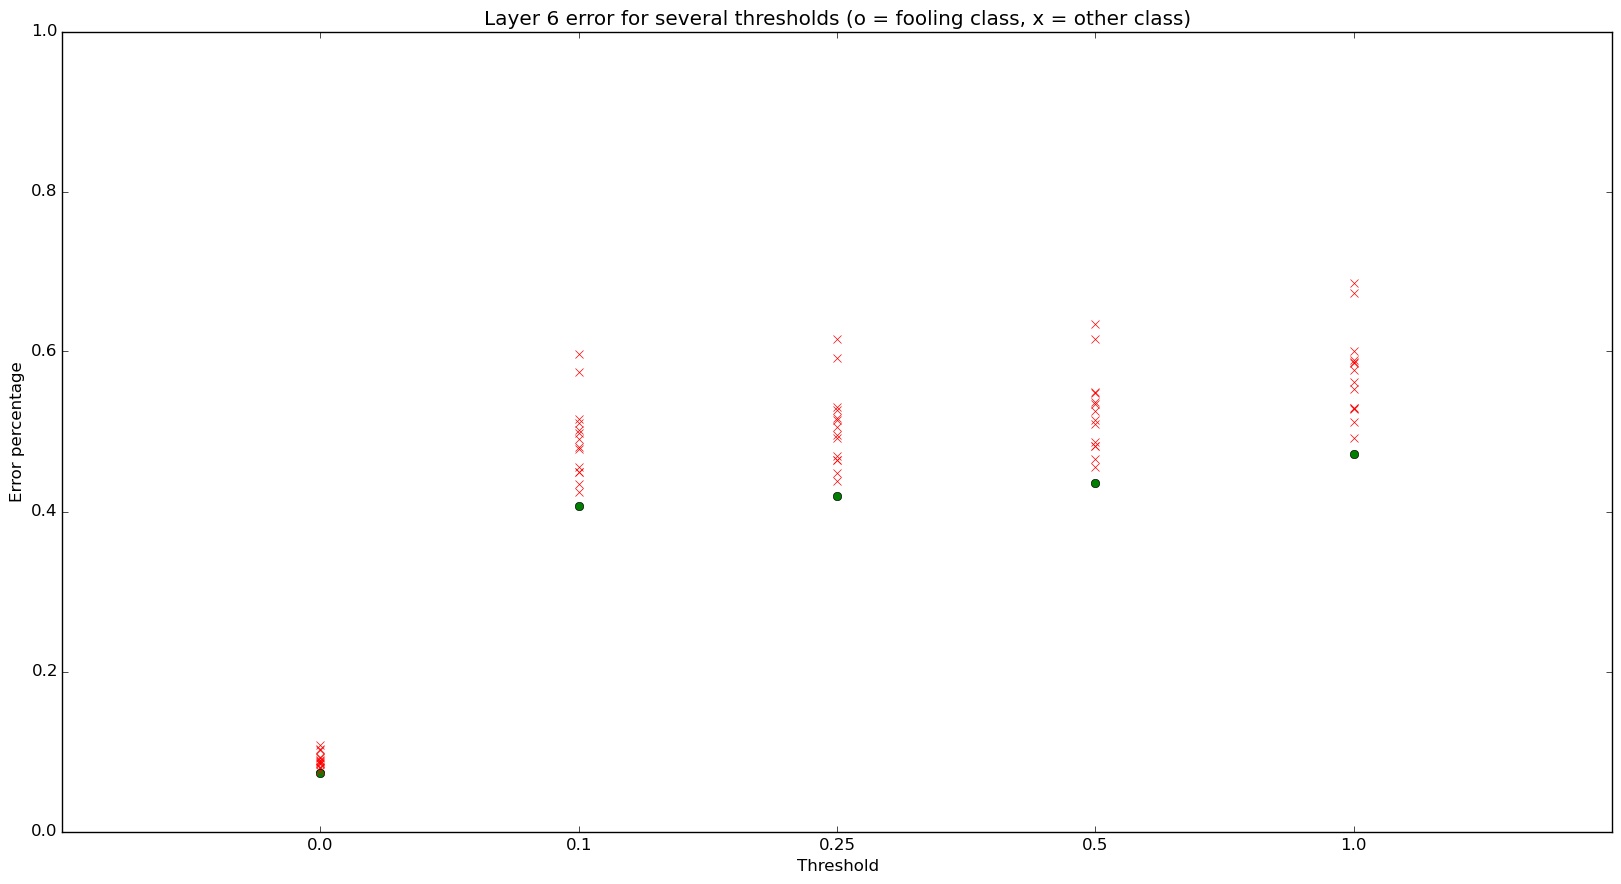 Layer 6 error for several thresholds (o = fooling class, x = other class)
1.0
0.8
0.6
0.4
0.2
0.0
Error percentage
0.0 0.1 0.25 0.5 1.0
Threshold